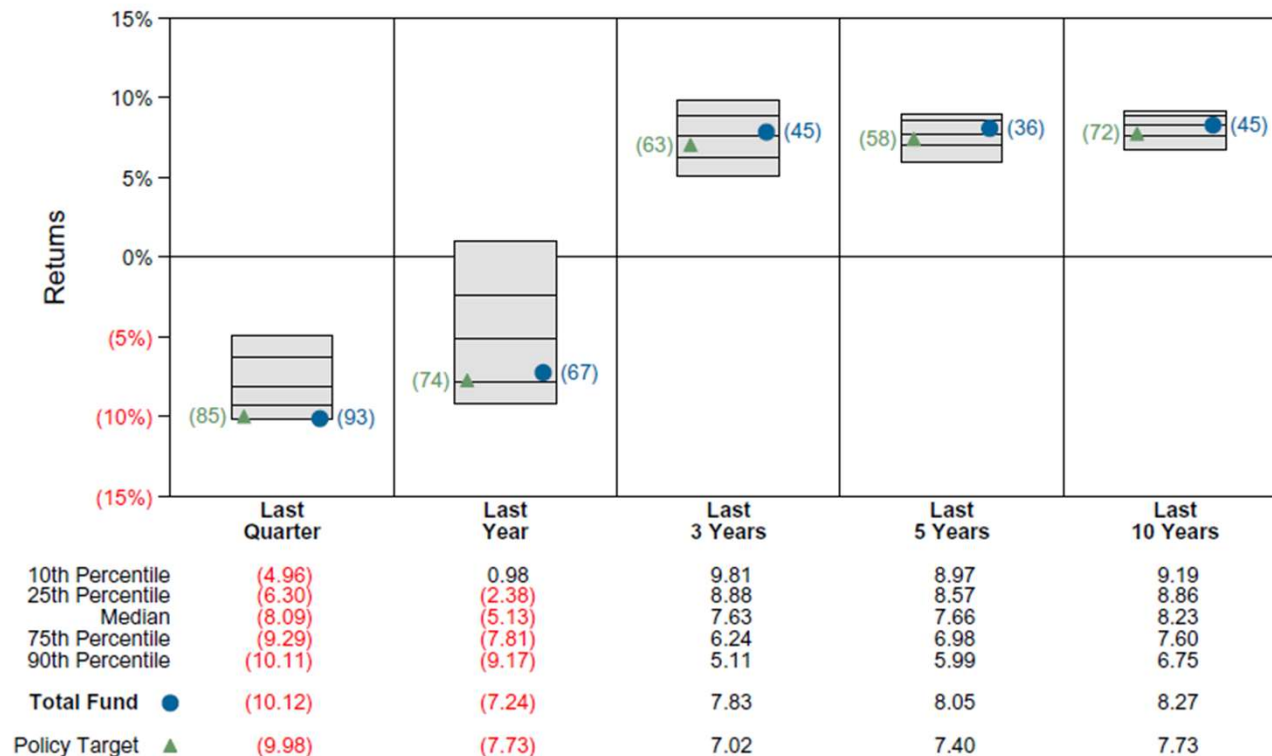 15%
10%
5%
0%
(5%)
(10%)
(15%)
Returns
(85)
(93)
(74)
(67)
(63)
(45)
(58)
(36)
(72)
(45)
Last Quarter
Last Year
Last 3 Years
Last 5 Years
Last 10 Years
10th Percentile (4.96) 0.98 9.81 8.97 9.19
25th Percentile (6.30) (2.38) 8.88 8.57 8.86
Median (8.09) (5.13) 7.63 7.66 8.23
75th Percentile (9.29) (7.81) 6.24 6.98 7.60
90th Percentile (10.11) (9.17) 5.11 5.99 6.75
Total Fund (10.12) (7.24) 7.83 8.05 8.27
Policy Target (9.98) (7.73) 7.02 7.40 7.73